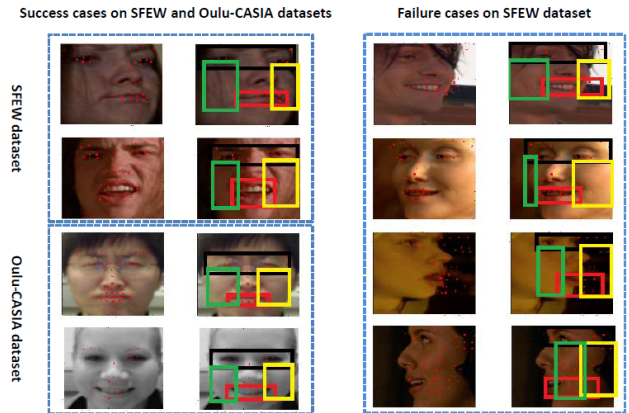 Success cases on SFEW and Oulu-CASIA datasets
Failure cases on SFEW dataset
SFEW dataset
Oulu-CASIA dataset